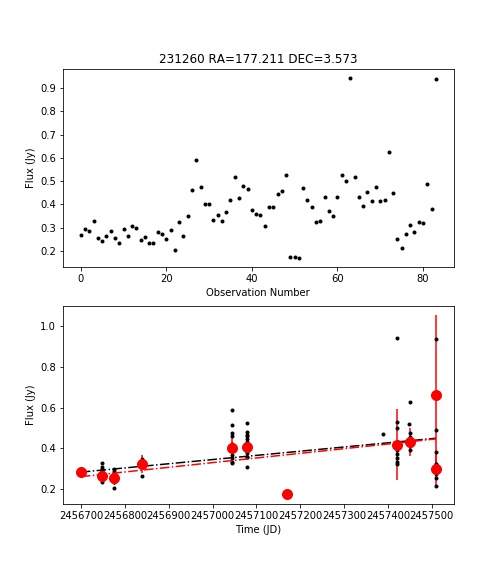 231260 RA=177.211 DEC=3.573
Flux (Jy)
0.9
0.8
0.7
0.6
0.5
0.4
0.3
0.2
0 20 40 60 80
Observation Number
Flux (Jy)
1.0
0.8
0.6
0.4
0.2
2456700 2456800 2456900 2457000 2457100 2457200 2457300 2457400 2457500
Time (JD)